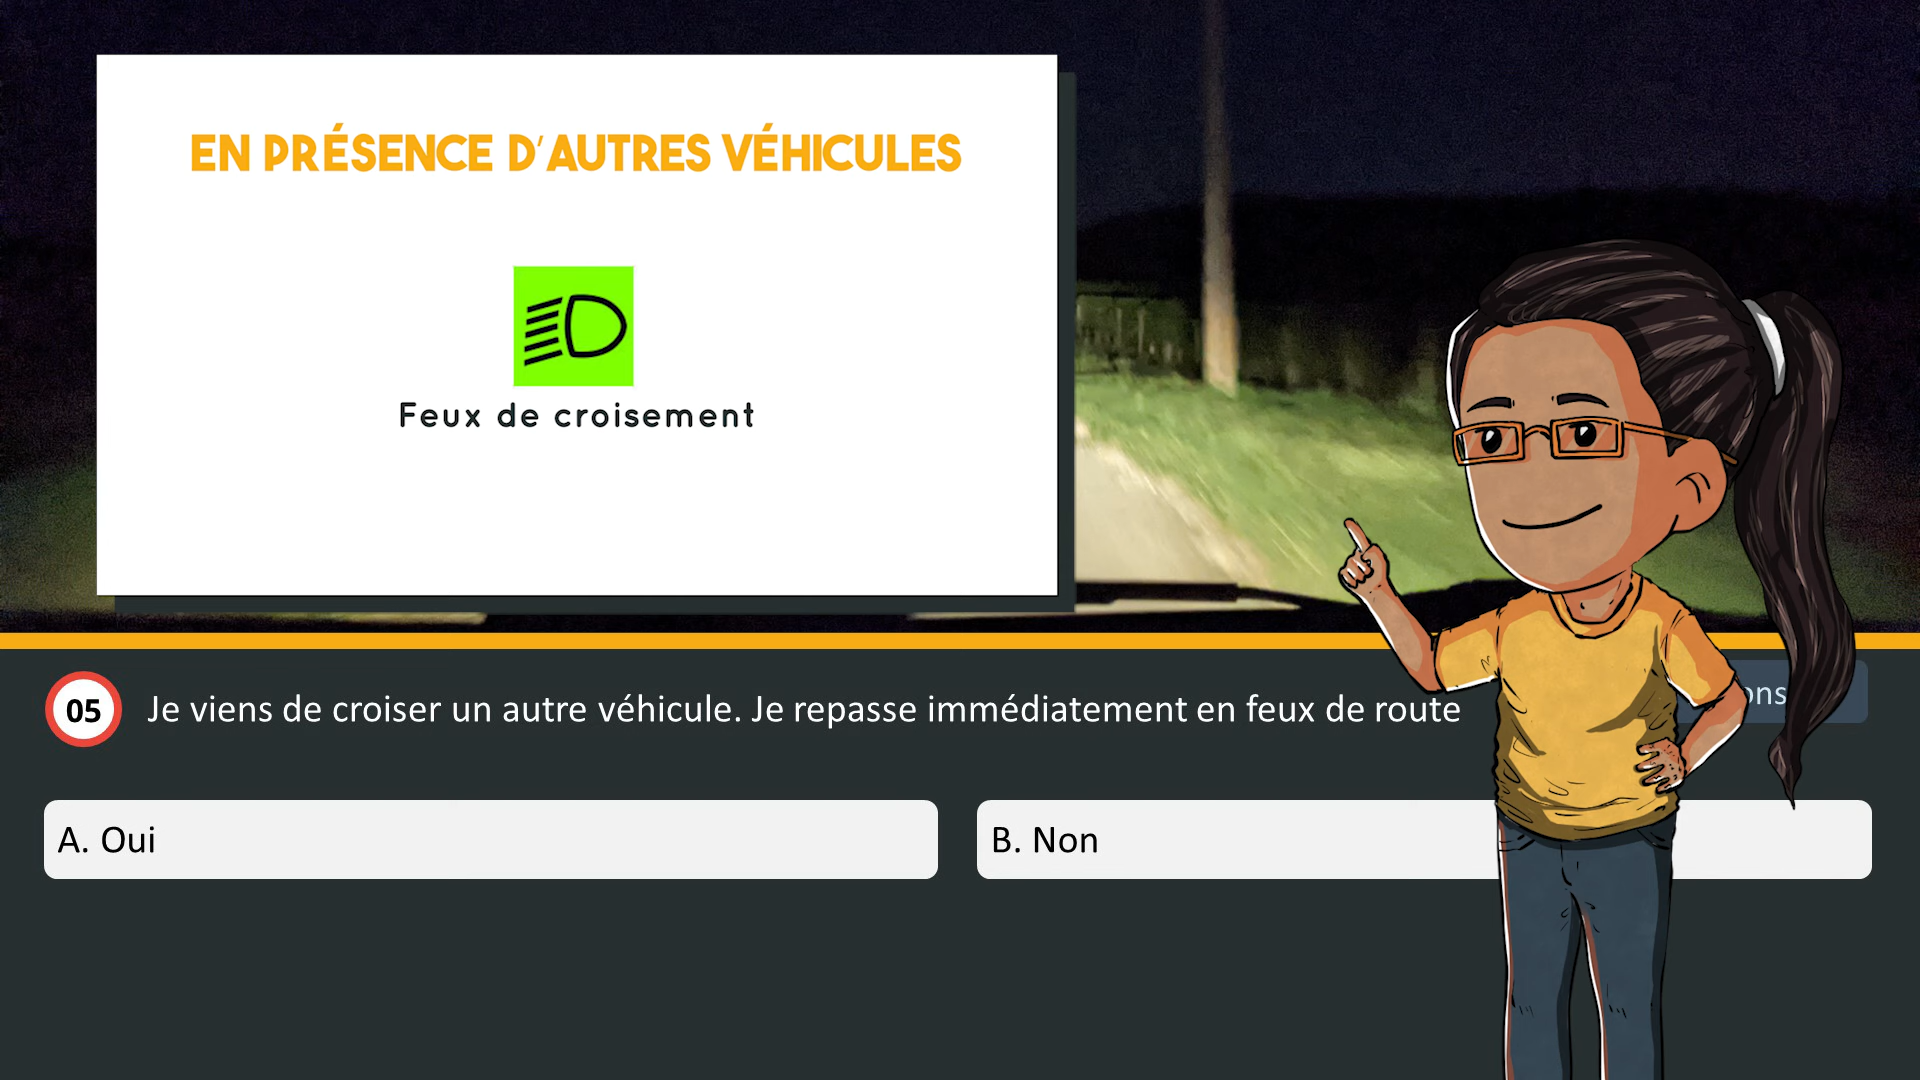 EN PRÉSENCE D'AUTRES VÉHICULES
Feux de croisement
05 Je viens de croiser un autre véhicule. Je repasse immédiatement en feux de route
A. Oui
B. Non